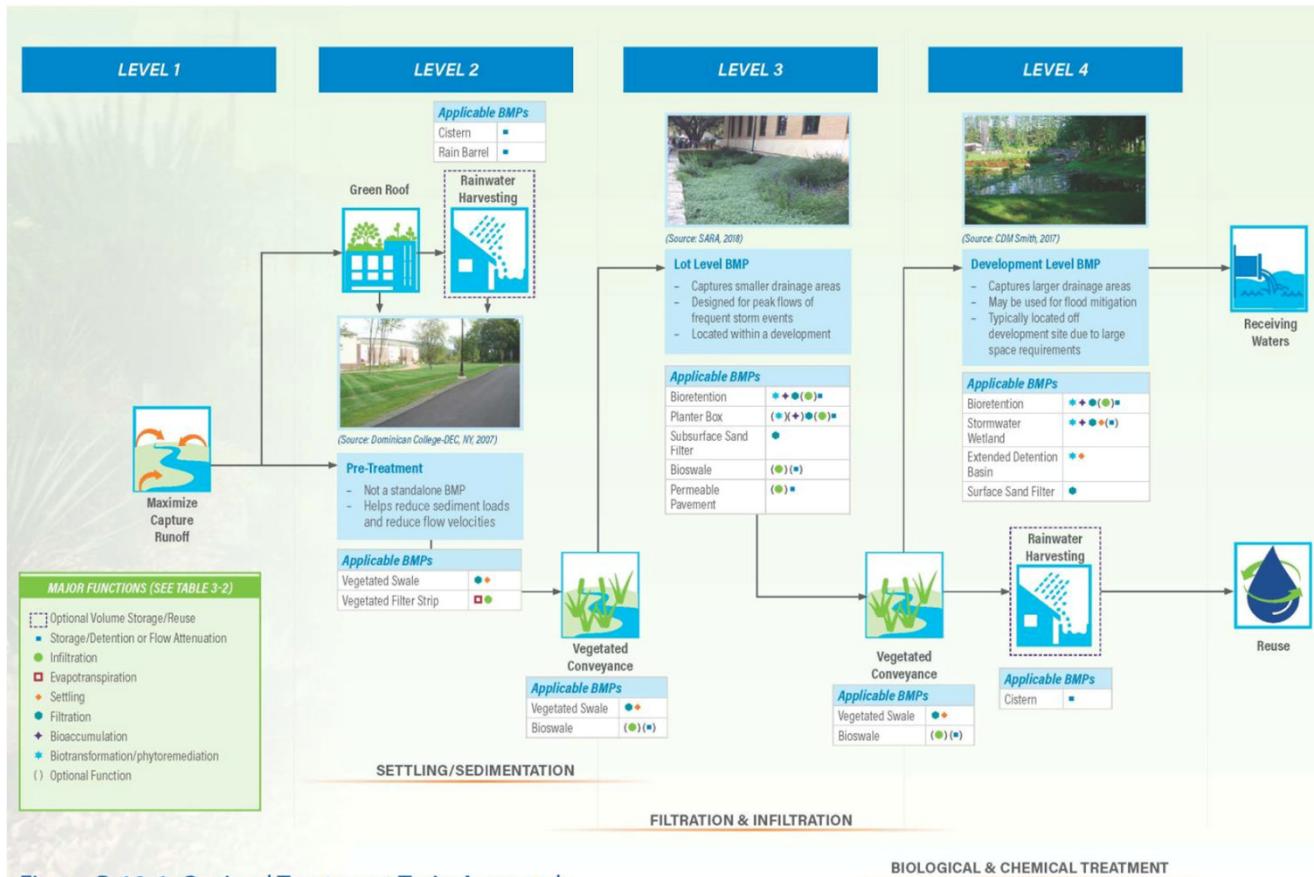 LEVEL 1
LEVEL 2
LEVEL 3
LEVEL 4
Applicable BMPs
Cistern
Rain Barrel
Green Roof
Rainwater
Harvesting
(Source: Dominican College-DEC, NY, 2007)
Pre-Treatment
– Not a standalone BMP
– Helps reduce sediment loads
and reduce flow velocities
Applicable BMPs
Vegetated Swale
Vegetated Filter Strip
Maximize
Capture
Runoff
MAJOR FUNCTIONS (SEE TABLE 3-2)
Optional Volume Storage/Reuse
Storage/Detention or Flow Attenuation
Infiltration
Evapotranspiration
Settling
Filtration
Bioaccumulation
Biotransformation/phytoremediation
( ) Optional Function
Vegetated
Conveyance
Applicable BMPs
Vegetated Swale
Bioswale ( ) ( )
(Source: SARA, 2018)
Lot Level BMP
– Captures smaller drainage areas
– Designed for peak flows of
frequent storm events
– Located within a development
Applicable BMPs
Bioretention ( )
Planter Box ( ) ( ) ( )
Subsurface Sand
Filter
Bioswale ( ) ( )
Permeable ( )
Pavement
Vegetated
Conveyance
Applicable BMPs
Vegetated Swale
Bioswale ( ) ( )
(Source: CDM Smith, 2017)
Development Level BMP
– Captures larger drainage areas
– May be used for flood mitigation
– Typically located off
development site due to large
space requirements
Applicable BMPs
Bioretention ( )
Stormwater ( )
Wetland
Extended Detention
Basin
Surface Sand Filter
Rainwater
Harvesting
Applicable BMPs
Cistern
Receiving
Waters
Reuse
SETTLING/SEDIMENTATION
FILTRATION & INFILTRATION
BIOLOGICAL & CHEMICAL TREATMENT